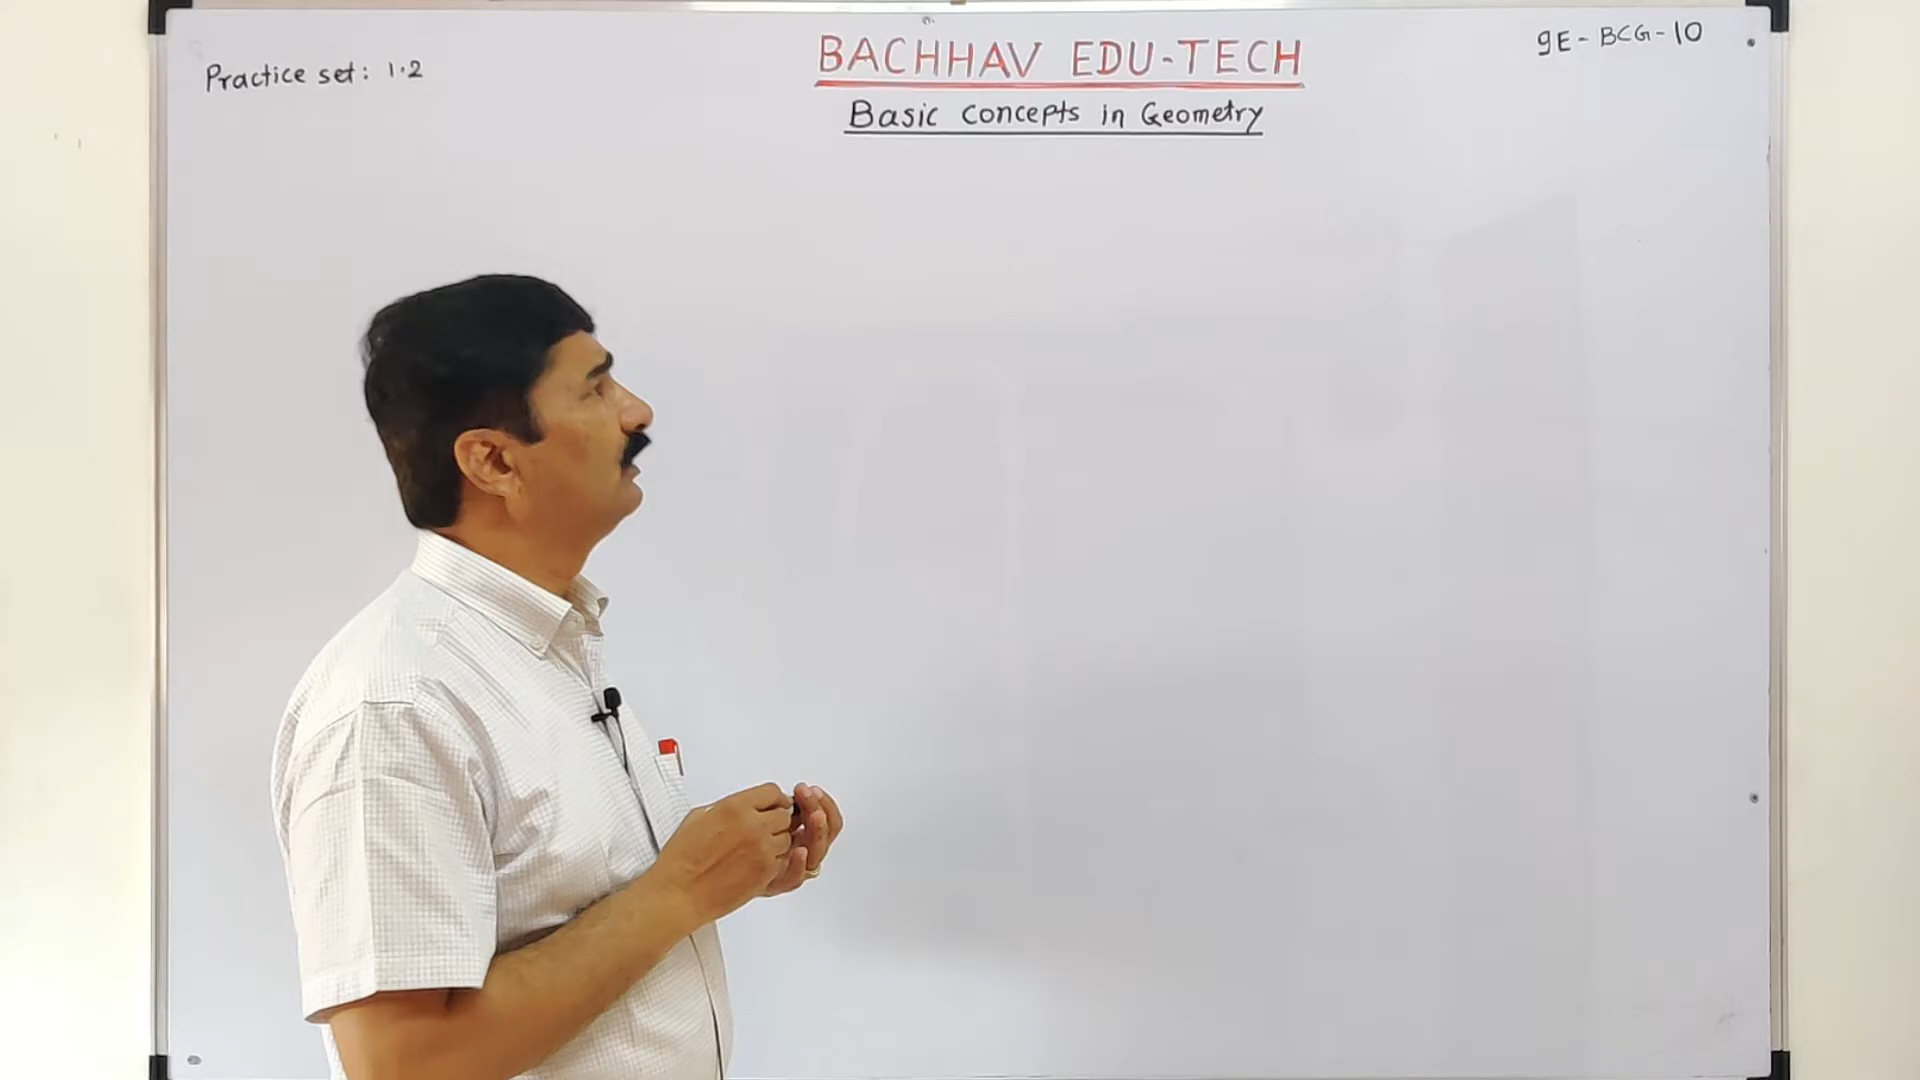 Practice set: 1.2
BACHHAV EDU-TECH
Basic Concepts in Geometry
9E-BCG-10